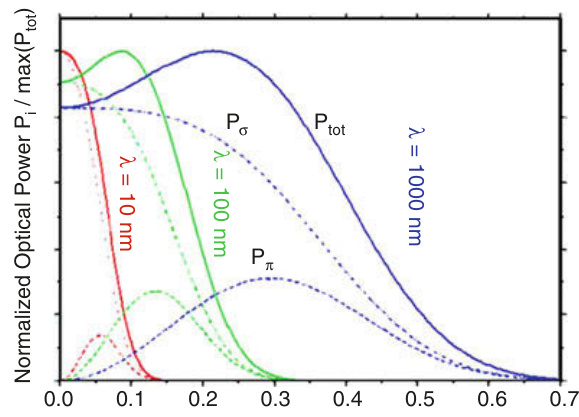 Normalized Optical Power P_i / max(P_tot)
P_σ
P_tot
P_π
λ = 10 nm
λ = 100 nm
λ = 1000 nm
0.0 0.1 0.2 0.3 0.4 0.5 0.6 0.7